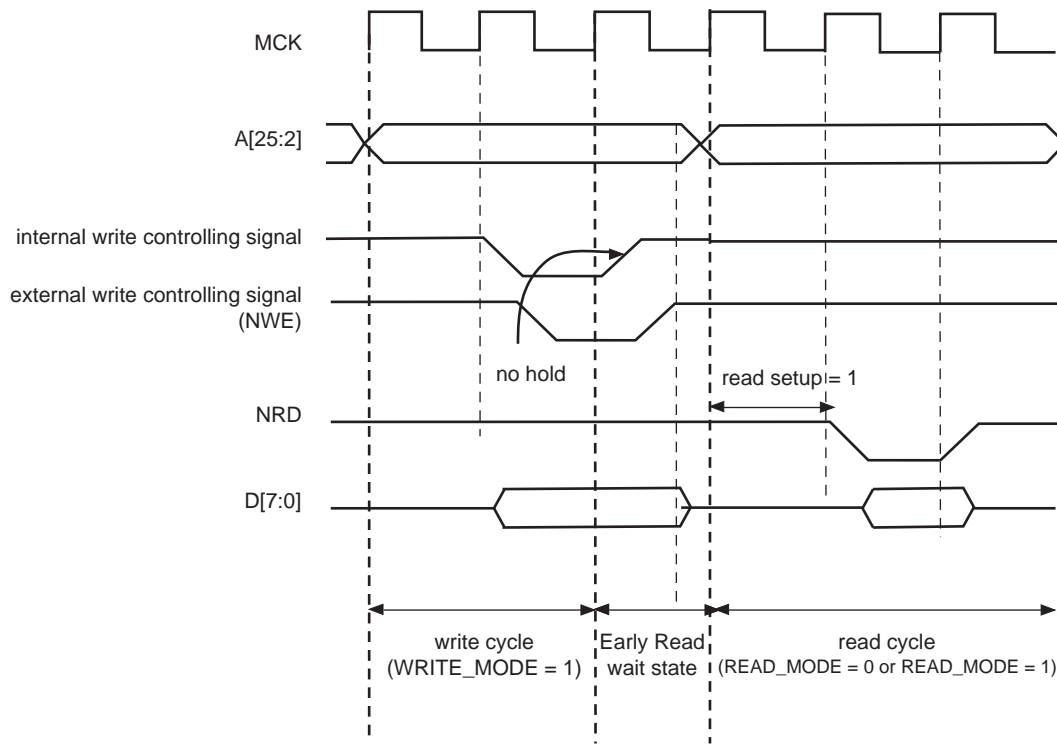 MCK
A[25:2]
internal write controlling signal
external write controlling signal
(NWE)
no hold
read setup = 1
NRD
D[7:0]
write cycle
(WRITE_MODE = 1)
Early Read
wait state
read cycle
(READ_MODE = 0 or READ_MODE = 1)